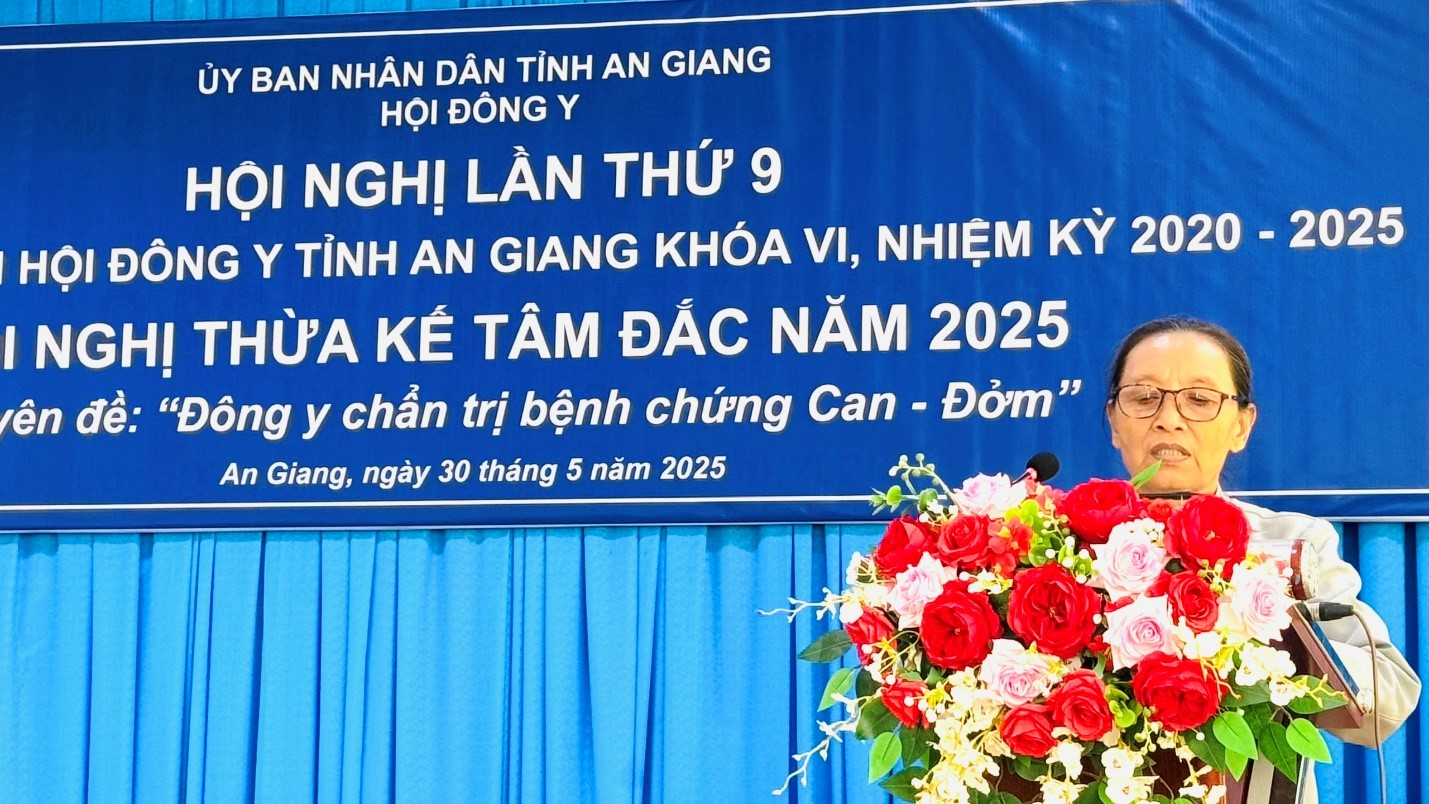 ỦY BAN NHÂN DÂN TỈNH AN GIANG
HỘI ĐÔNG Y
HỘI NGHỊ LẦN THỨ 9
HỘI ĐÔNG Y TỈNH AN GIANG KHÓA VI, NHIỆM KỲ 2020 - 2025
NGHỊ THỪA KẾ TÂM ĐẮC NĂM 2025
đề: “Đông y chẩn trị bệnh chứng Can - Đởm”
An Giang, ngày 30 tháng 5 năm 2025